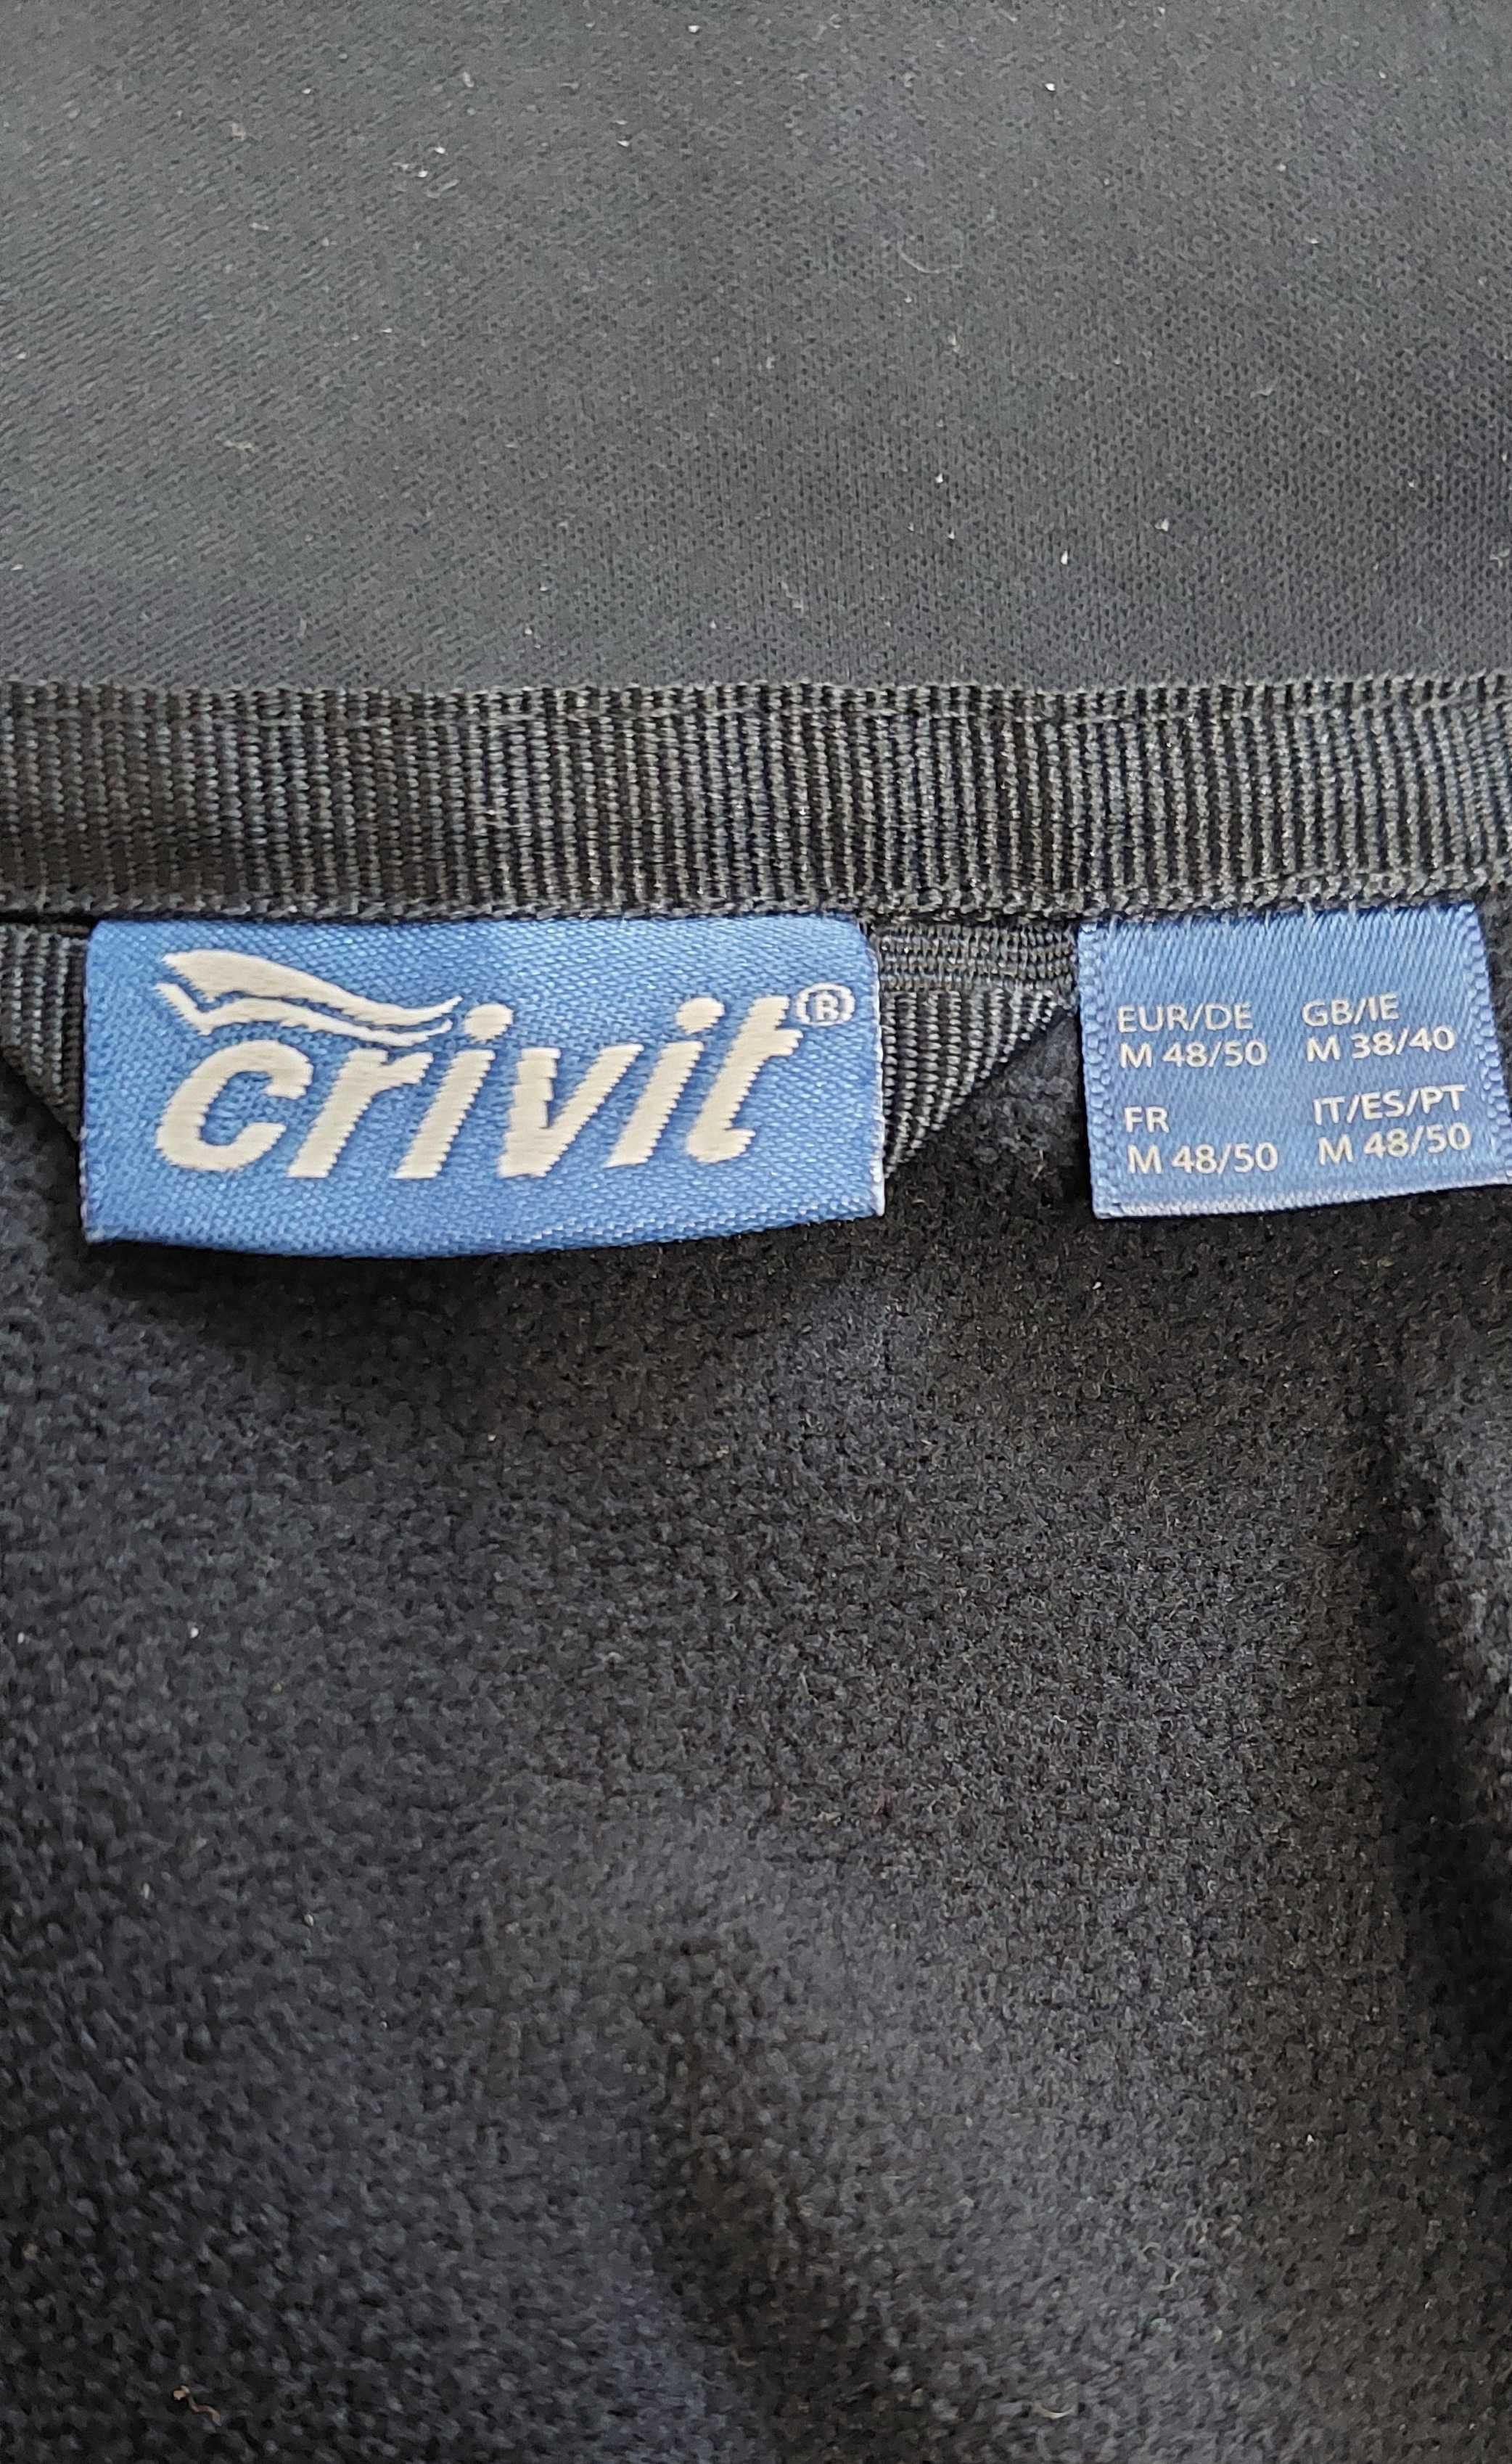 crivit®
EUR/DE GB/IE
M 48/50 M 38/40
FR IT/ES/PT
M 48/50 M 48/50